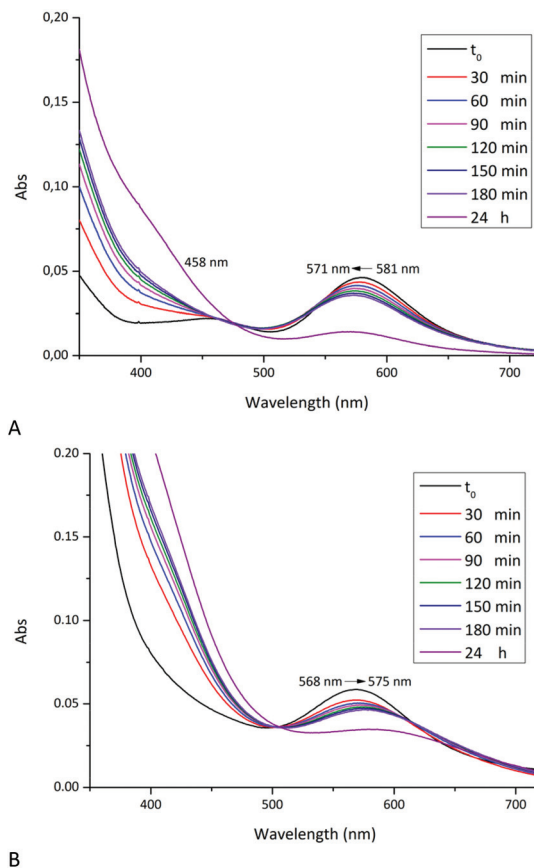 0,20
0,15
0,10
0,05
0,00
Abs
458 nm
571 nm
581 nm
t0
30 min
60 min
90 min
120 min
150 min
180 min
24 h
400
500
600
700
Wavelength (nm)
A
0.20
0.15
0.10
0.05
0.00
Abs
568 nm
575 nm
t0
30 min
60 min
90 min
120 min
150 min
180 min
24 h
400
500
600
700
Wavelength (nm)
B